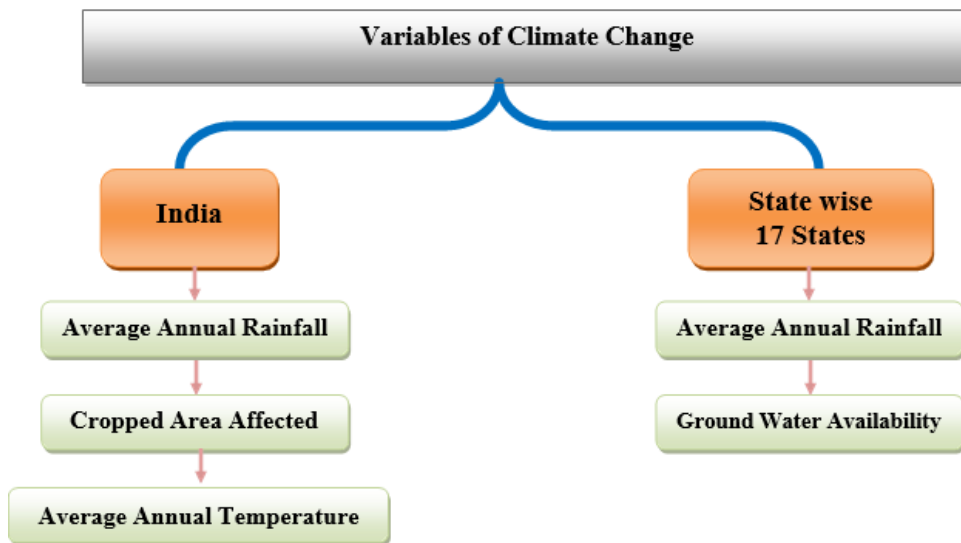 Variables of Climate Change
India
State wise
17 States
Average Annual Rainfall
Average Annual Rainfall
Cropped Area Affected
Ground Water Availability
Average Annual Temperature